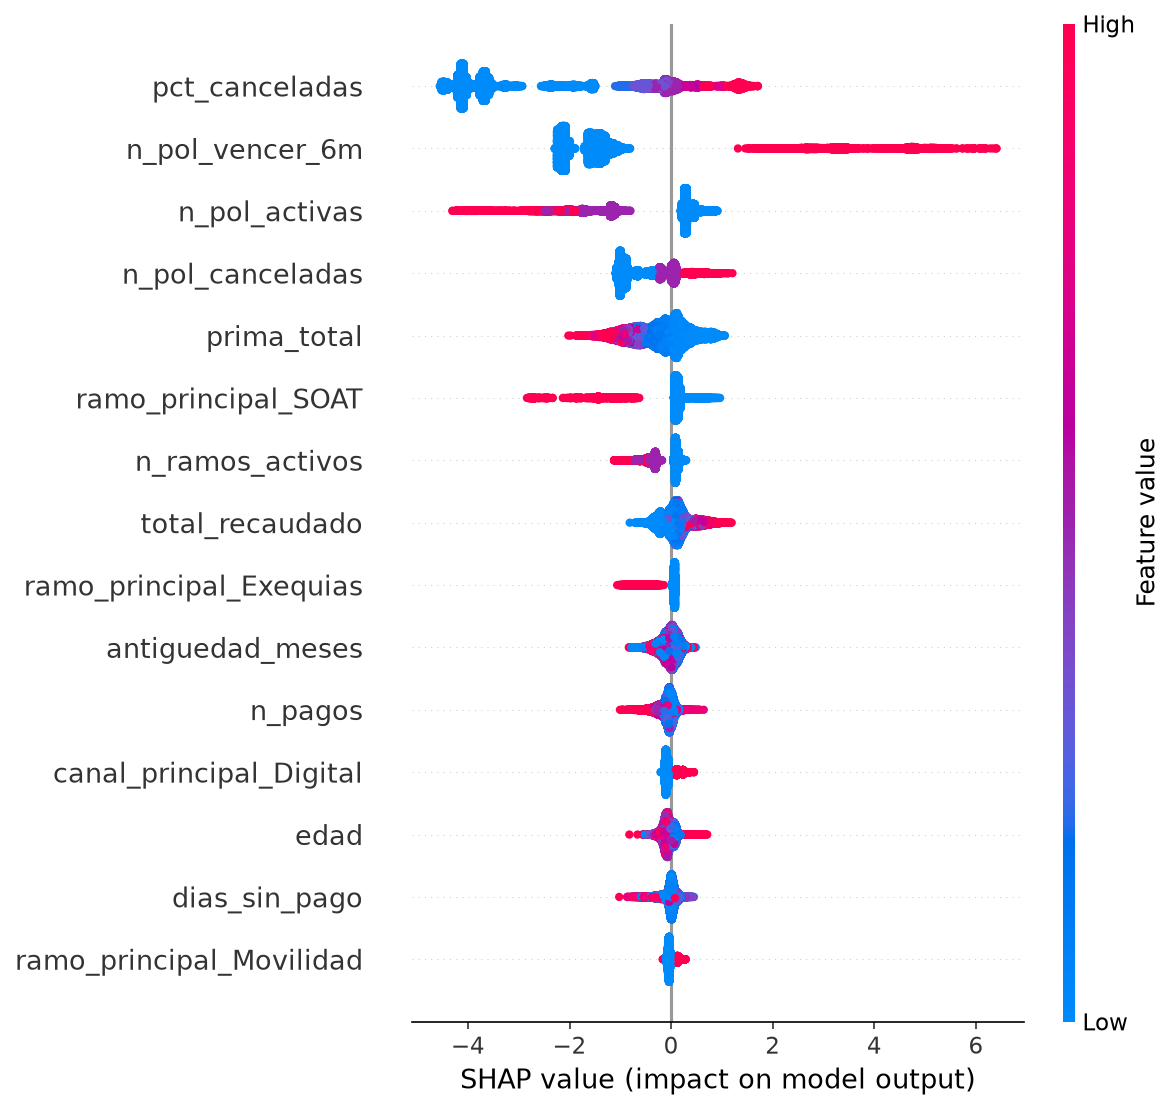 High
pct_canceladas
n_pol_vencer_6m
n_pol_activas
n_pol_canceladas
prima_total
ramo_principal_SOAT
n_ramos_activos
total_recaudado
ramo_principal_Exequias
antiguedad_meses
n_pagos
canal_principal_Digital
edad
dias_sin_pago
ramo_principal_Movilidad
Feature value
Low
−4 −2 0 2 4 6
SHAP value (impact on model output)